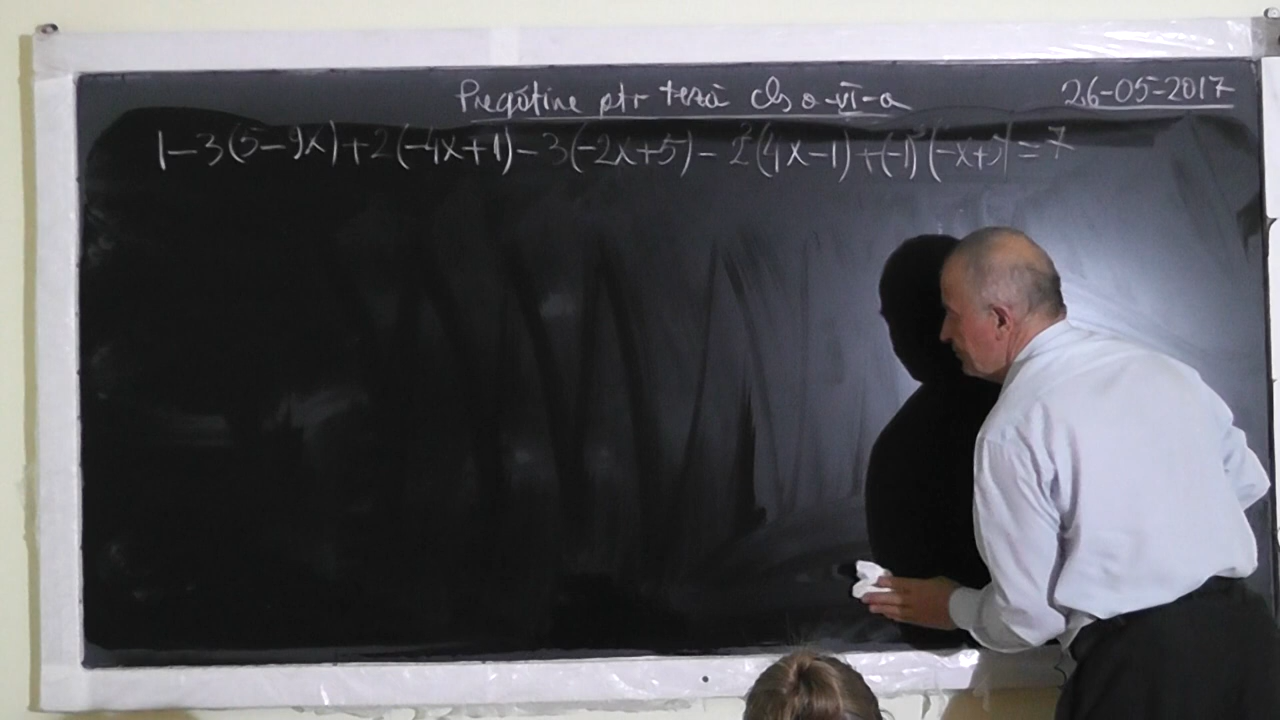 Pregătire ptr teză cls a-VI-a
26-05-2017
1-3(5-9x)+2(-4x+1)-3(-2x+5)-2²(4x-1)+(-1)³(-x+5)=7